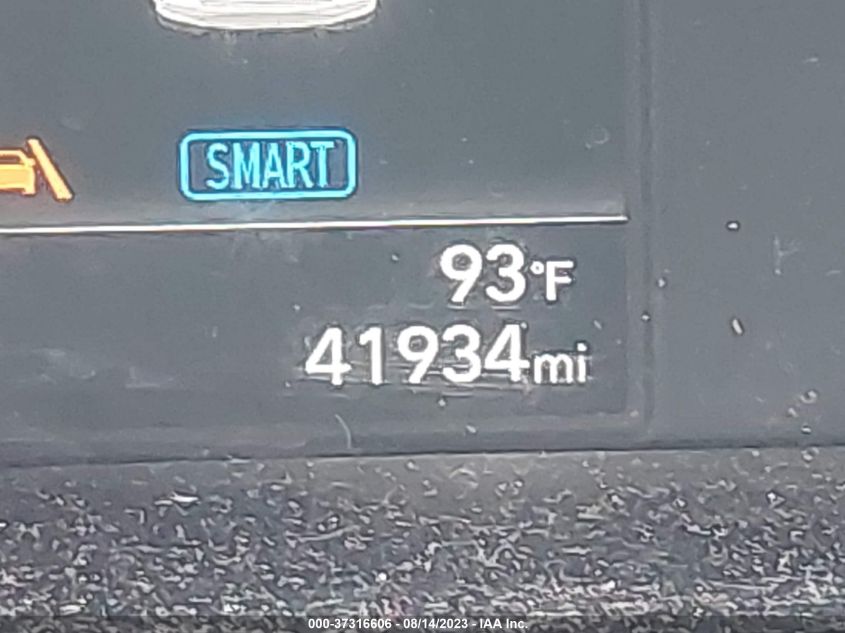 SMART
93°F
41934mi
000-37316606 - 08/14/2023 - IAA Inc.